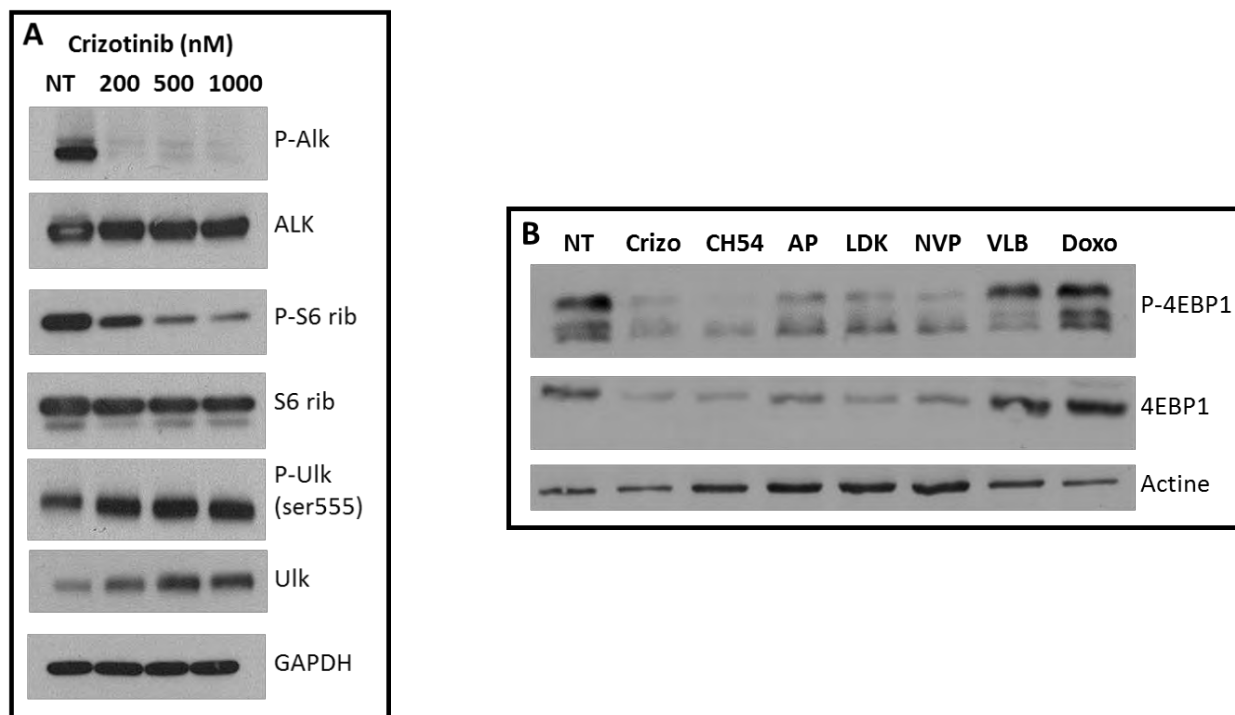 A
Crizotinib (nM)
NT 200 500 1000
P-Alk
ALK
P-S6 rib
S6 rib
P-Ulk
(ser555)
Ulk
GAPDH
B
NT Crizo CH54 AP LDK NVP VLB Doxo
P-4EBP1
4EBP1
Actine